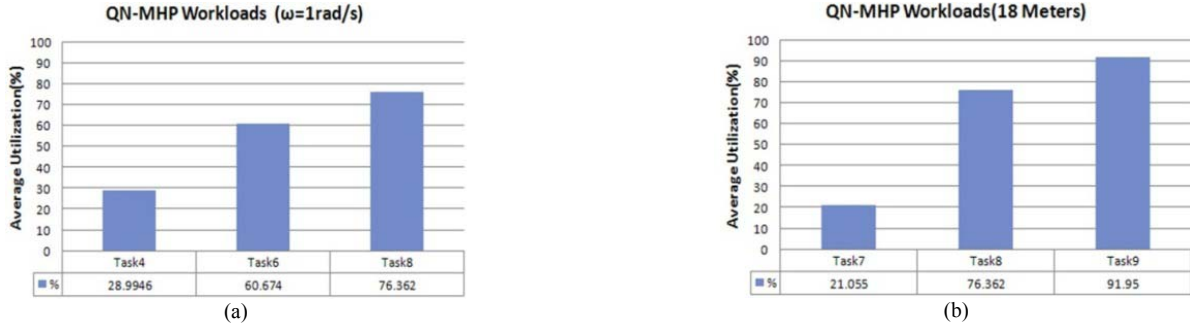 QN-MHP Workloads (ω=1rad/s)
Average Utilization(%)
100
90
80
70
60
50
40
30
20
10
0
Task4 Task6 Task8
% 28.9946 60.674 76.362
(a)
QN-MHP Workloads(18 Meters)
Average Utilization(%)
100
90
80
70
60
50
40
30
20
10
0
Task7 Task8 Task9
% 21.055 76.362 91.95
(b)